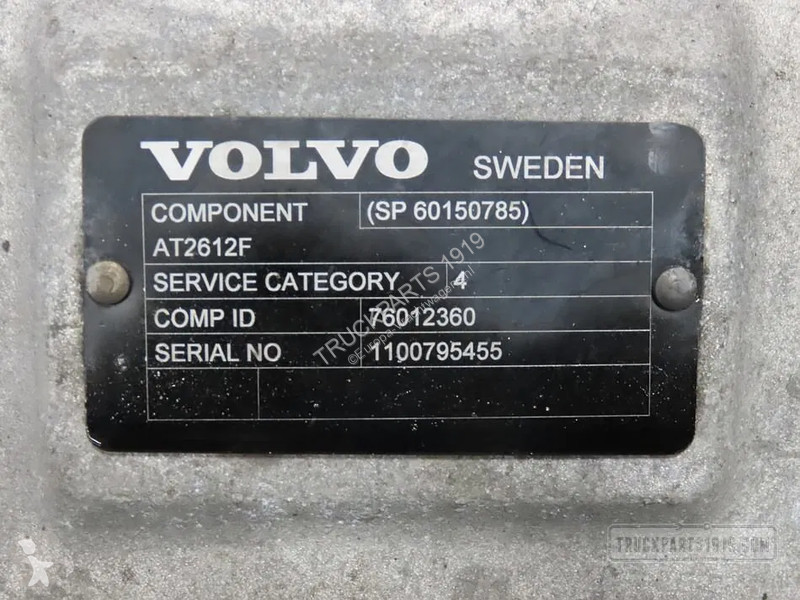 VOLVO SWEDEN
COMPONENT (SP 60150785)
AT2612F
SERVICE CATEGORY 4
COMP ID 76012360
SERIAL NO 1100795455
TRUCKPARTS 1919
TRUCKPARTS1919.COM